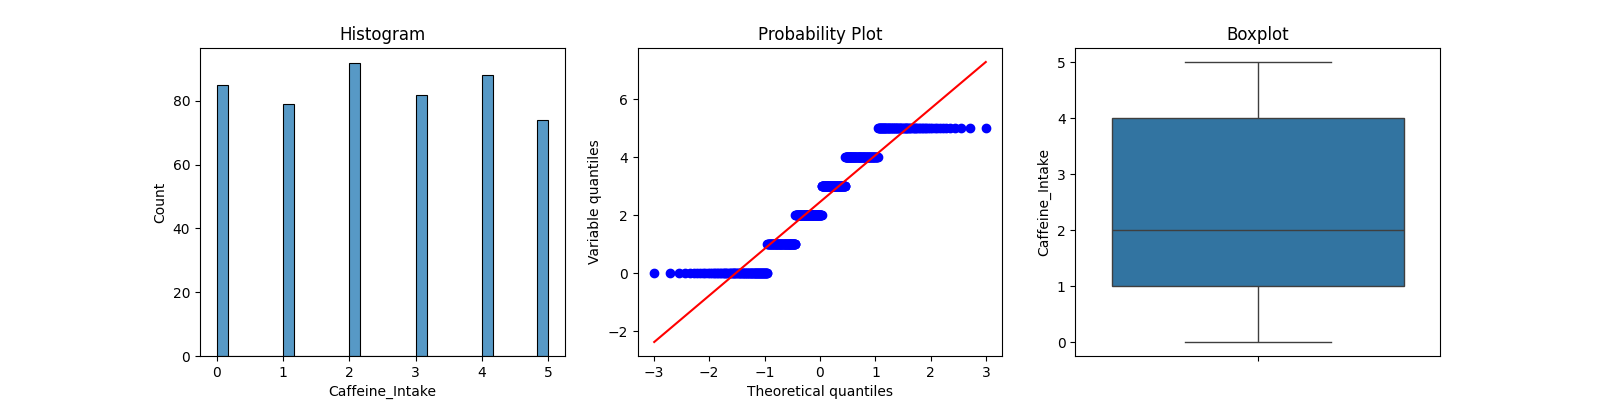 Histogram
Count
80
60
40
20
0
0 1 2 3 4 5
Caffeine_Intake
Probability Plot
Variable quantiles
6
4
2
0
−2
−3 −2 −1 0 1 2 3
Theoretical quantiles
Boxplot
Caffeine_Intake
5
4
3
2
1
0